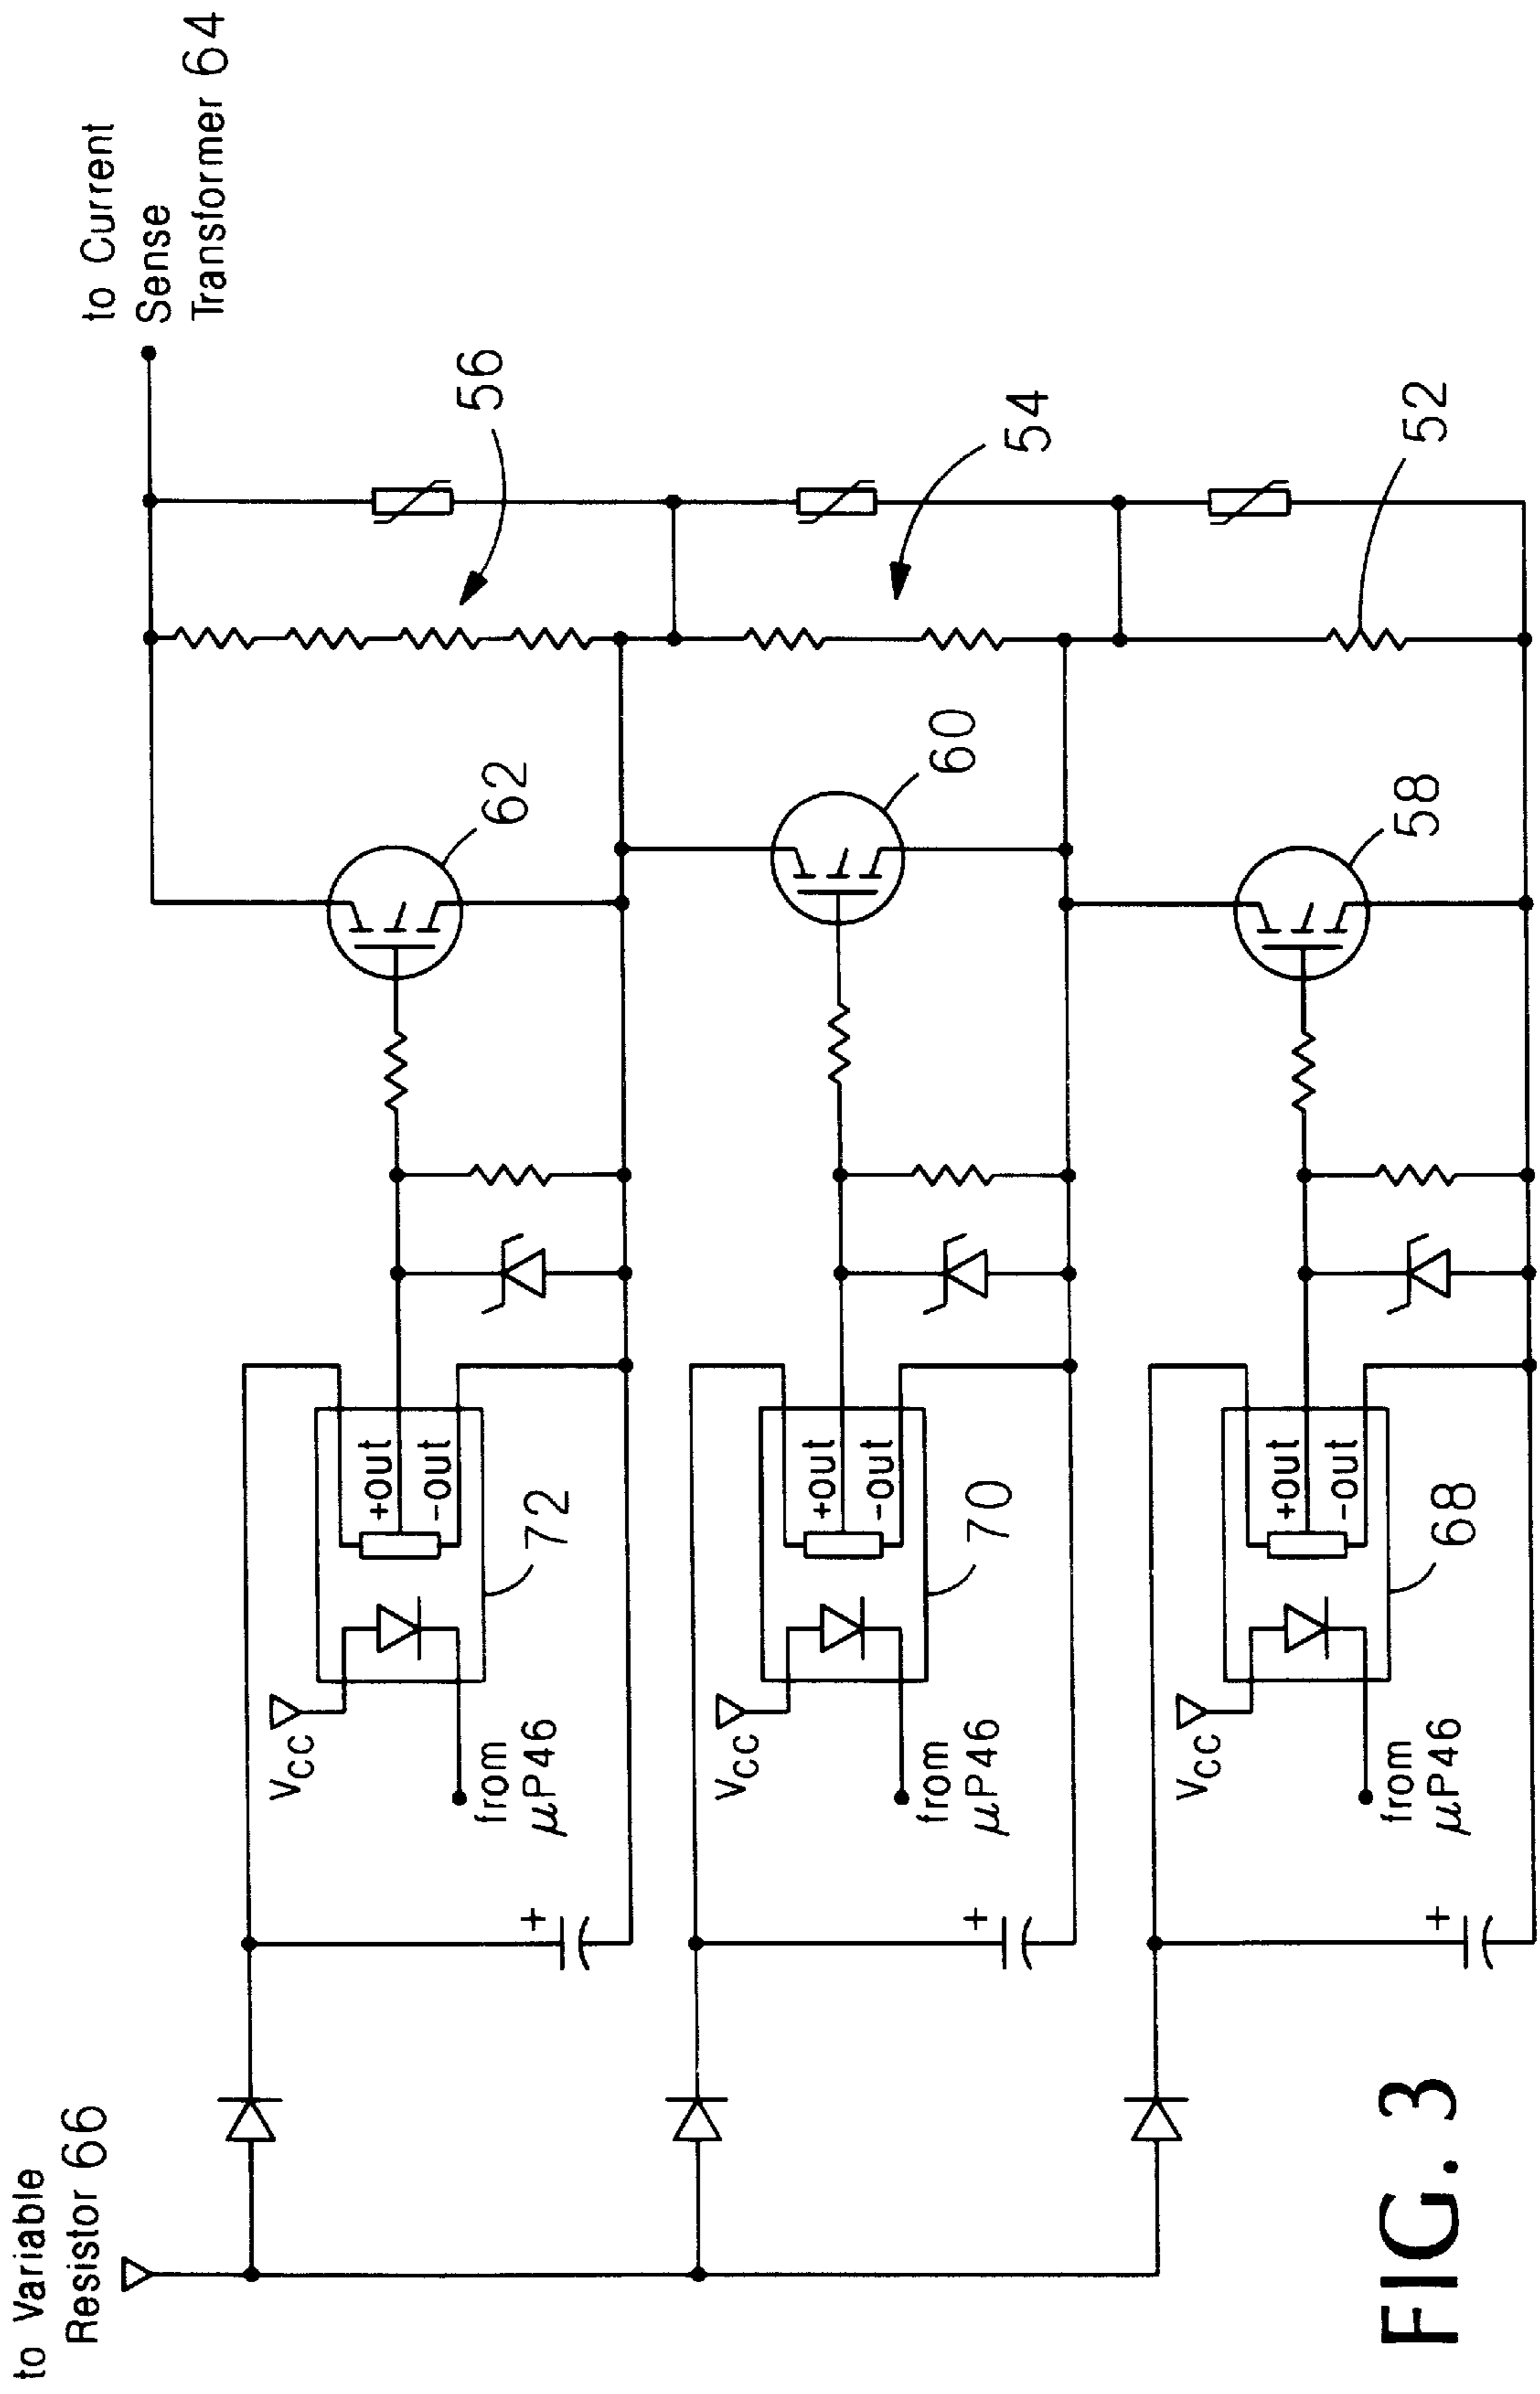 to Variable
Resistor 66
to Current
Sense
Transformer 64
VCC
from
μP46
+out
-out
72
62
56
VCC
from
μP46
+out
-out
70
60
54
VCC
from
μP46
+out
-out
68
58
52
+
+
+
FIG. 3